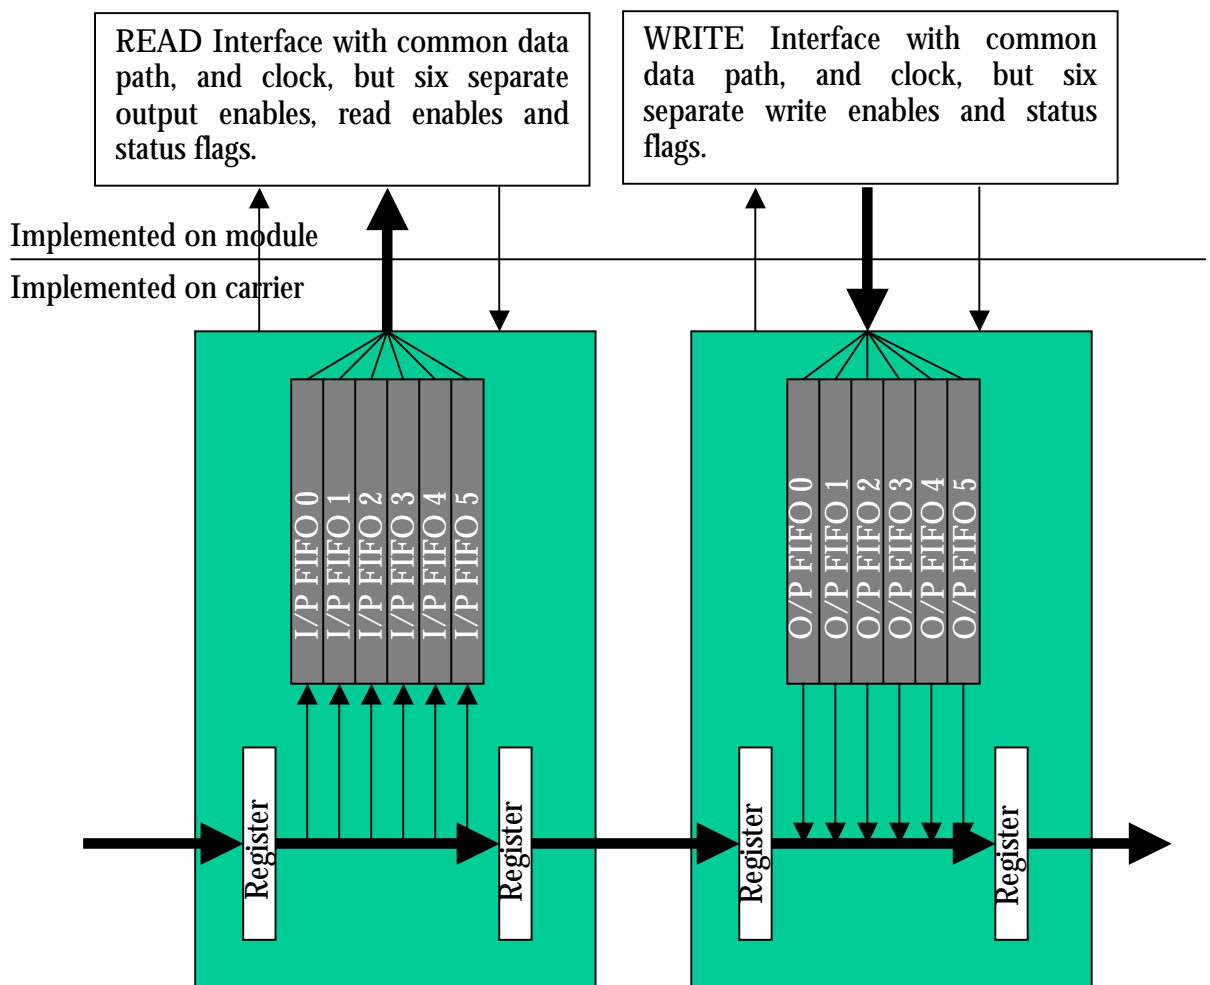 READ Interface with common data
path, and clock, but six separate
output enables, read enables and
status flags.
WRITE Interface with common
data path, and clock, but six
separate write enables and status
flags.
Implemented on module
Implemented on carrier
I/P FIFO 0
I/P FIFO 1
I/P FIFO 2
I/P FIFO 3
I/P FIFO 4
I/P FIFO 5
O/P FIFO 0
O/P FIFO 1
O/P FIFO 2
O/P FIFO 3
O/P FIFO 4
O/P FIFO 5
Register
Register
Register
Register